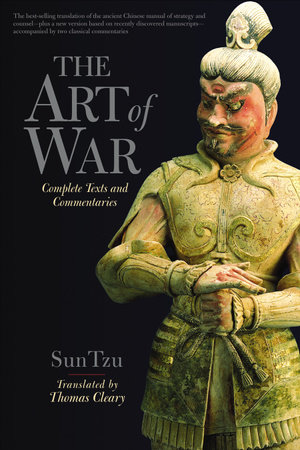 The best-selling translation of the ancient Chinese manual of strategy and
counsel—plus a new version based on recently discovered manuscripts—
accompanied by two classical commentaries
THE
ART of
WAR
Complete Texts and
Commentaries
Sun Tzu
Translated by
Thomas Cleary